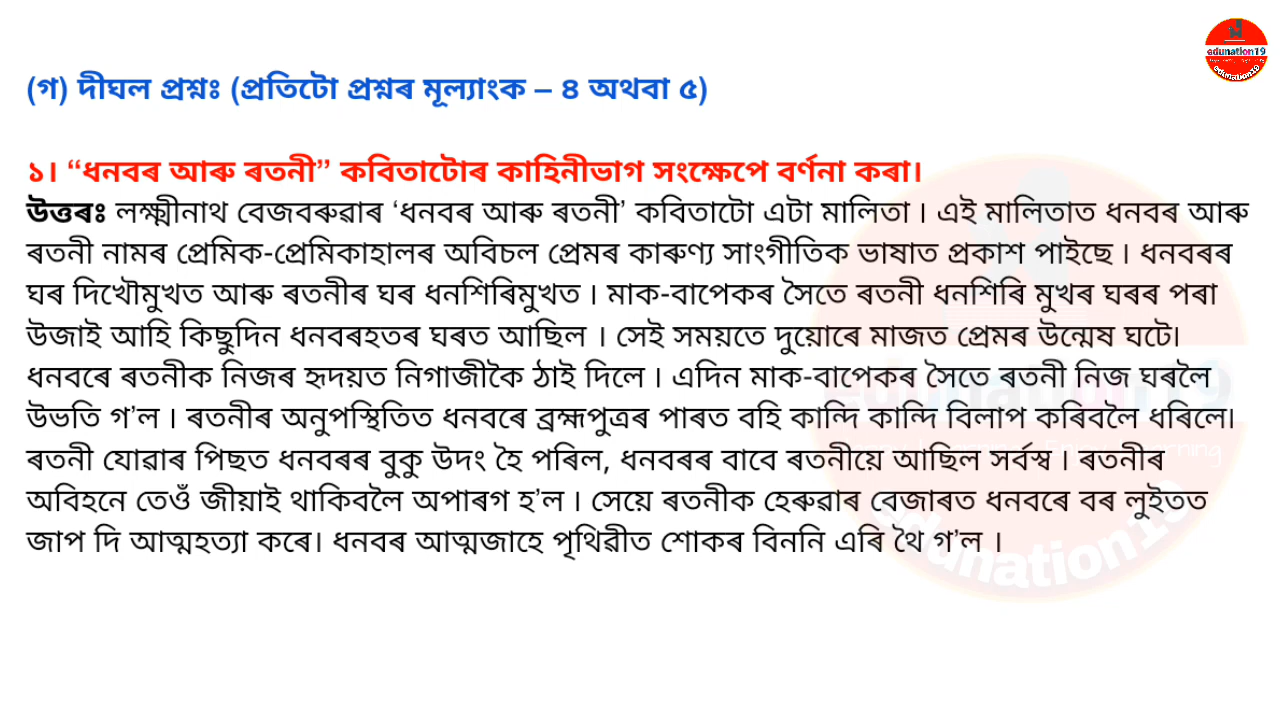 edunation19
edunation19
(গ) দীঘল প্ৰশ্নঃ (প্ৰতিটো প্ৰশ্নৰ মূল্যাংক – ৪ অথবা ৫)
১। “ধনবৰ আৰু ৰতনী” কবিতাটোৰ কাহিনীভাগ সংক্ষেপে বৰ্ণনা কৰা।
উত্তৰঃ লক্ষ্মীনাথ বেজবৰুৱাৰ ‘ধনবৰ আৰু ৰতনী’ কবিতাটো এটা মালিতা । এই মালিতাত ধনবৰ আৰু
ৰতনী নামৰ প্ৰেমিক-প্ৰেমিকাহালৰ অবিচল প্ৰেমৰ কাৰুণ্য সাংগীতিক ভাষাত প্ৰকাশ পাইছে । ধনবৰৰ
ঘৰ দিখৌমুখত আৰু ৰতনীৰ ঘৰ ধনশিৰিমুখত । মাক-বাপেকৰ সৈতে ৰতনী ধনশিৰি মুখৰ ঘৰৰ পৰা
উজাই আহি কিছুদিন ধনবৰহতৰ ঘৰত আছিল । সেই সময়তে দুয়োৰে মাজত প্ৰেমৰ উন্মেষ ঘটে।
ধনবৰে ৰতনীক নিজৰ হৃদয়ত নিগাজীকৈ ঠাই দিলে । এদিন মাক-বাপেকৰ সৈতে ৰতনী নিজ ঘৰলৈ
উভতি গ’ল । ৰতনীৰ অনুপস্থিতিত ধনবৰে ব্ৰহ্মপুত্ৰৰ পাৰত বহি কান্দি কান্দি বিলাপ কৰিবলৈ ধৰিলে।
ৰতনী যোৱাৰ পিছত ধনবৰৰ বুকু উদং হৈ পৰিল, ধনবৰৰ বাবে ৰতনীয়ে আছিল সৰ্বস্ব । ৰতনীৰ
অবিহনে তেওঁ জীয়াই থাকিবলৈ অপাৰগ হ’ল । সেয়ে ৰতনীক হেৰুৱাৰ বেজাৰত ধনবৰে বৰ লুইতত
জাপ দি আত্মহত্যা কৰে। ধনবৰ আত্মজাহে পৃথিৱীত শোকৰ বিননি এৰি থৈ গ’ল ।
edunation19
edunation19